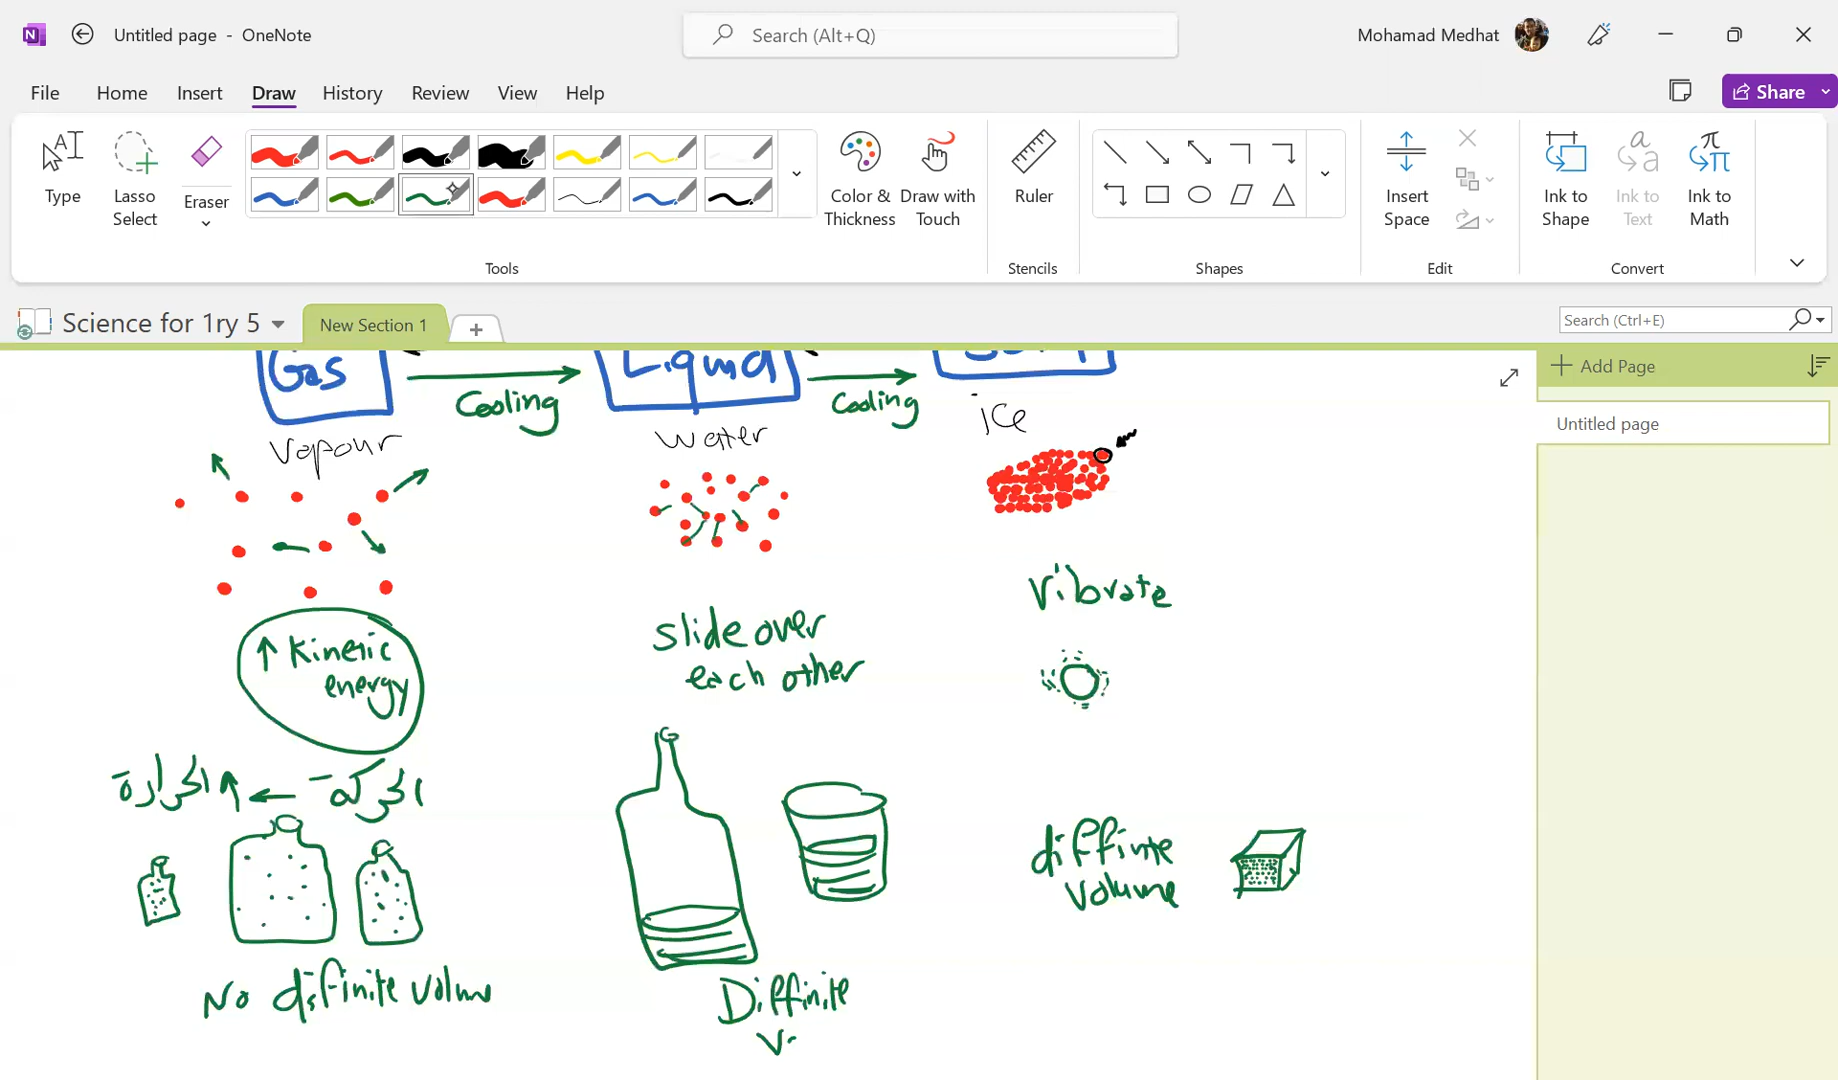 Untitled page - OneNote
Search (Alt+Q)
Mohamad Medhat
File Home Insert Draw History Review View Help
Share
Type
Lasso Select
Eraser
Color & Thickness
Draw with Touch
Ruler
Insert Space
Ink to Shape
Ink to Text
Ink to Math
Tools
Stencils
Shapes
Edit
Convert
Science for 1ry 5
New Section 1
Search (Ctrl+E)
Add Page
Untitled page
Gas
Cooling
Liquid
Cooling
Vapour
Water
ice
Kinetic
energy
slide over
each other
Vibrate
الحركة
الحرارة
diffinite
volume
No definite volume
Diffinite
V